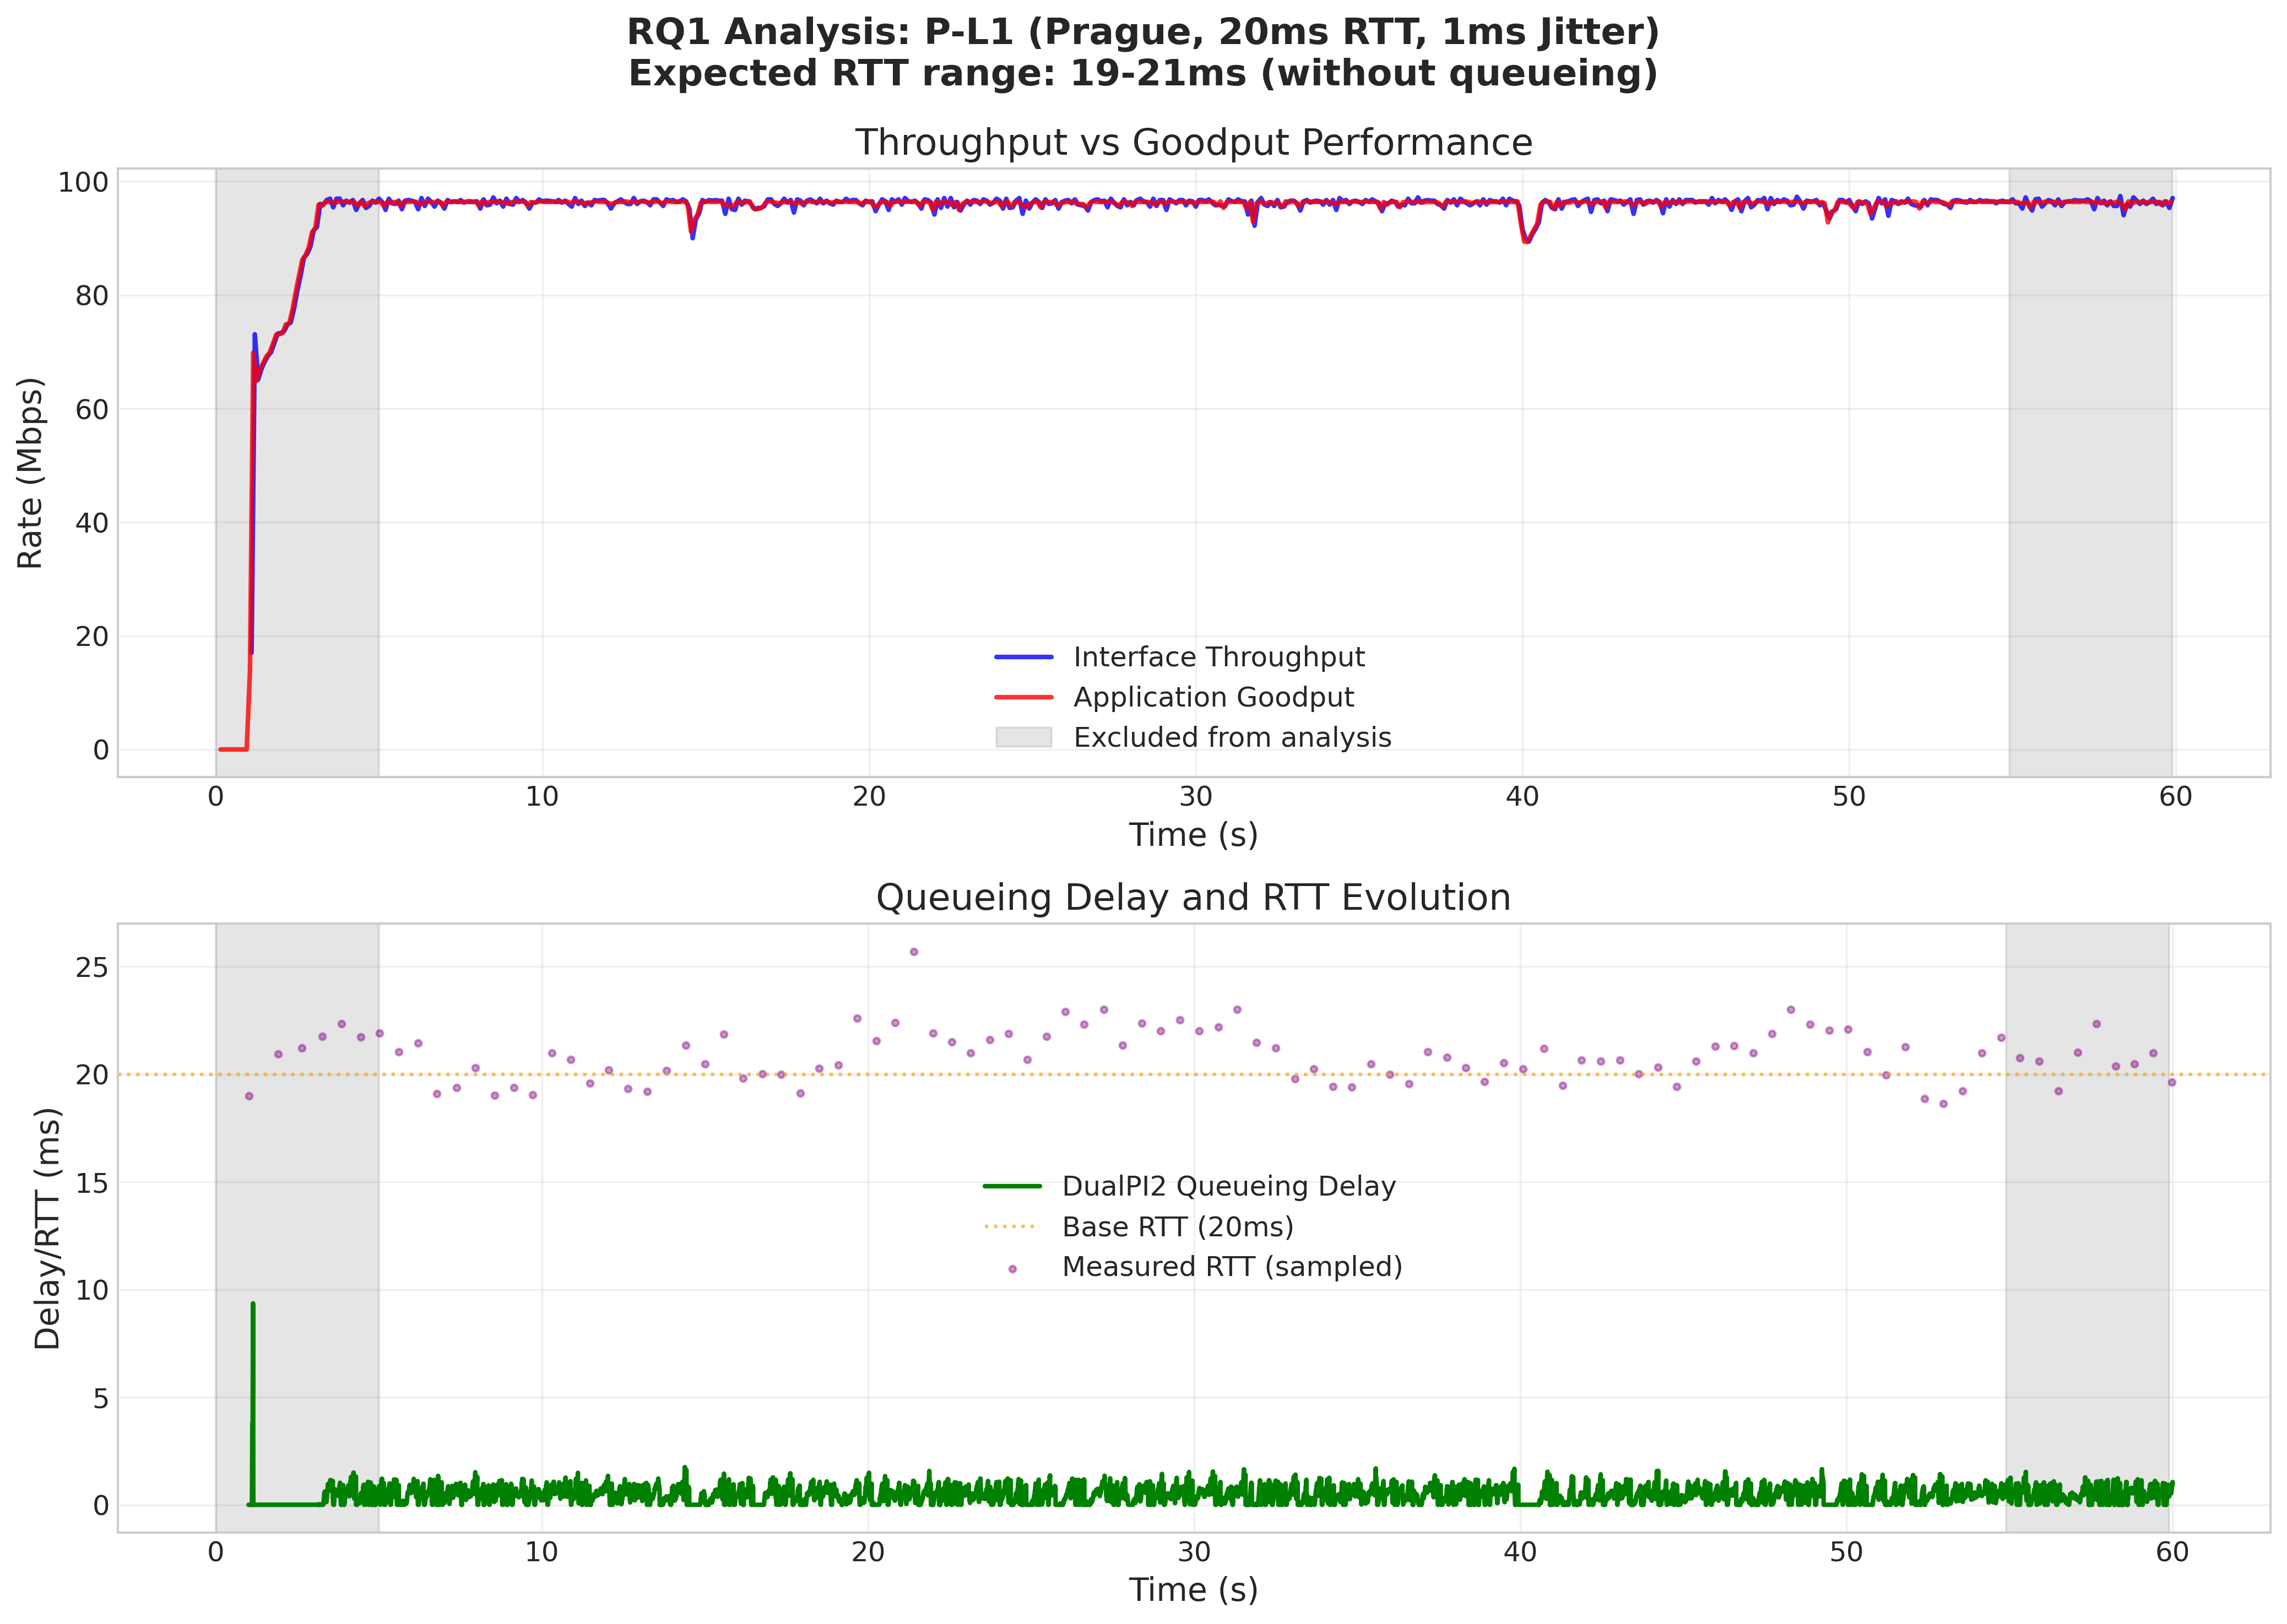 RQ1 Analysis: P-L1 (Prague, 20ms RTT, 1ms Jitter)
Expected RTT range: 19-21ms (without queueing)
Throughput vs Goodput Performance
Rate (Mbps)
100
80
60
40
20
0
Interface Throughput
Application Goodput
Excluded from analysis
0 10 20 30 40 50 60
Time (s)
Queueing Delay and RTT Evolution
Delay/RTT (ms)
25
20
15
10
5
0
DualPI2 Queueing Delay
Base RTT (20ms)
Measured RTT (sampled)
0 10 20 30 40 50 60
Time (s)